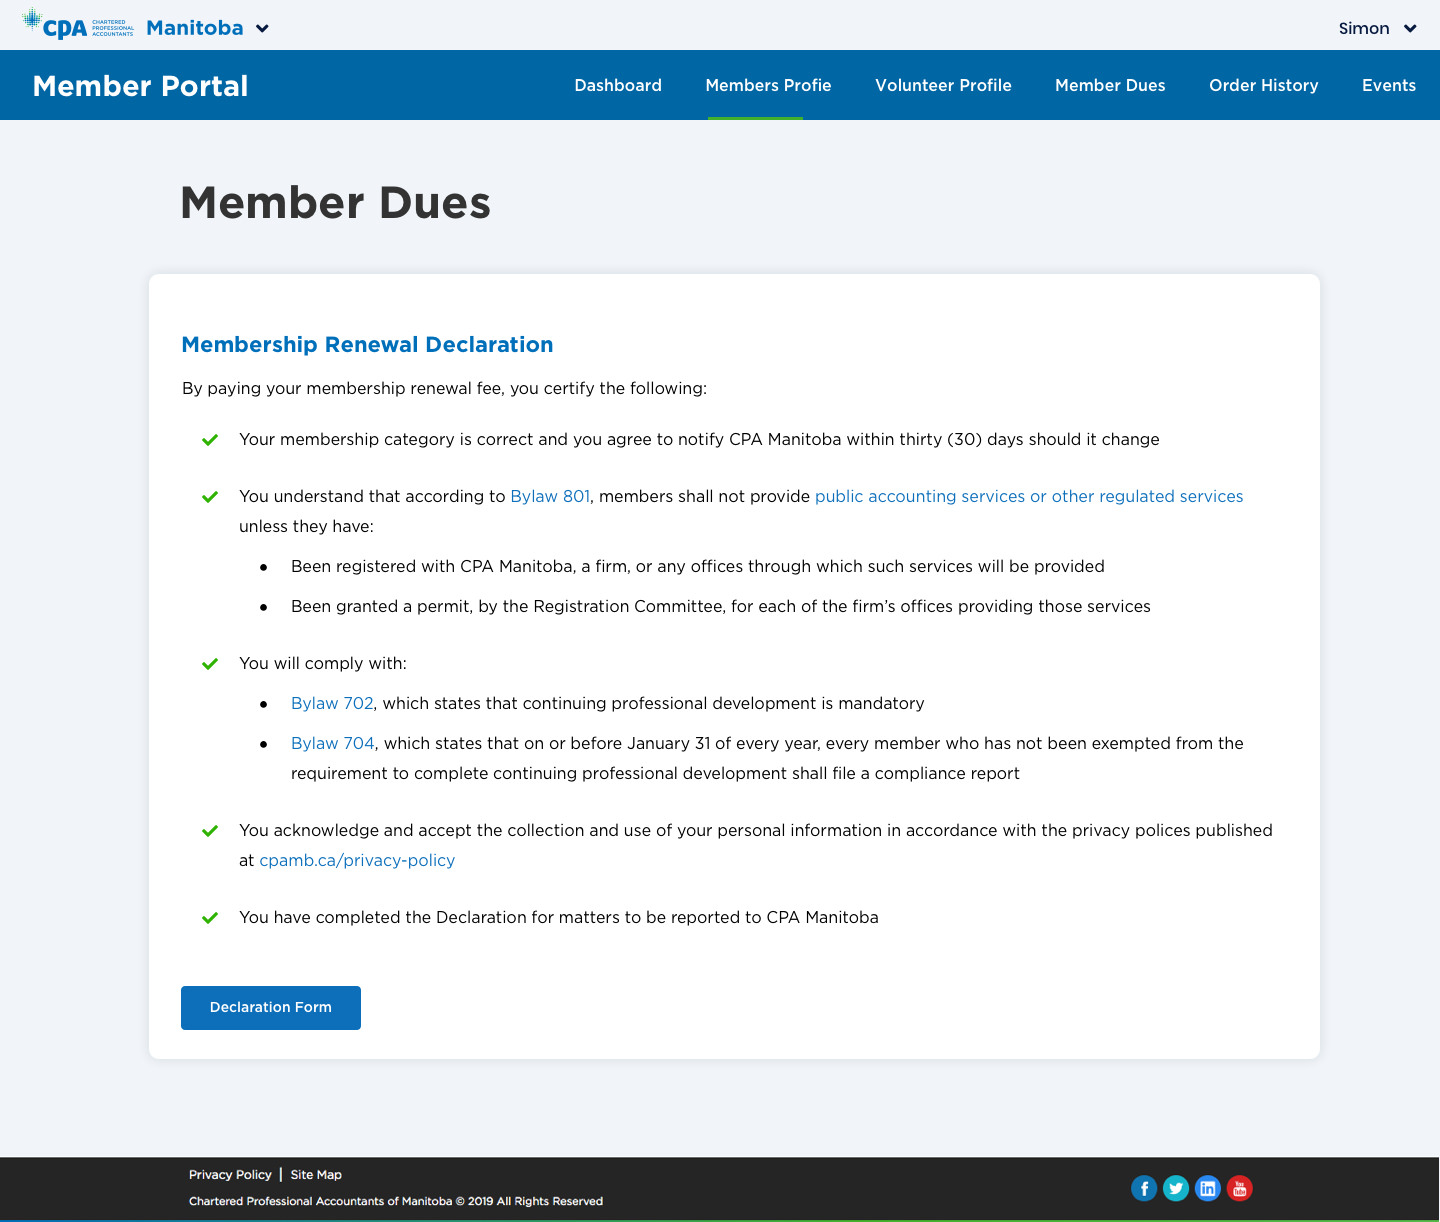 CPA CHARTERED PROFESSIONAL ACCOUNTANTS Manitoba
Simon
Member Portal
Dashboard Members Profie Volunteer Profile Member Dues Order History Events
Member Dues
Membership Renewal Declaration
By paying your membership renewal fee, you certify the following:
Your membership category is correct and you agree to notify CPA Manitoba within thirty (30) days should it change
You understand that according to Bylaw 801, members shall not provide public accounting services or other regulated services
unless they have:
• Been registered with CPA Manitoba, a firm, or any offices through which such services will be provided
• Been granted a permit, by the Registration Committee, for each of the firm’s offices providing those services
You will comply with:
• Bylaw 702, which states that continuing professional development is mandatory
• Bylaw 704, which states that on or before January 31 of every year, every member who has not been exempted from the
requirement to complete continuing professional development shall file a compliance report
You acknowledge and accept the collection and use of your personal information in accordance with the privacy polices published
at cpamb.ca/privacy-policy
You have completed the Declaration for matters to be reported to CPA Manitoba
Declaration Form
Privacy Policy | Site Map
Chartered Professional Accountants of Manitoba © 2019 All Rights Reserved